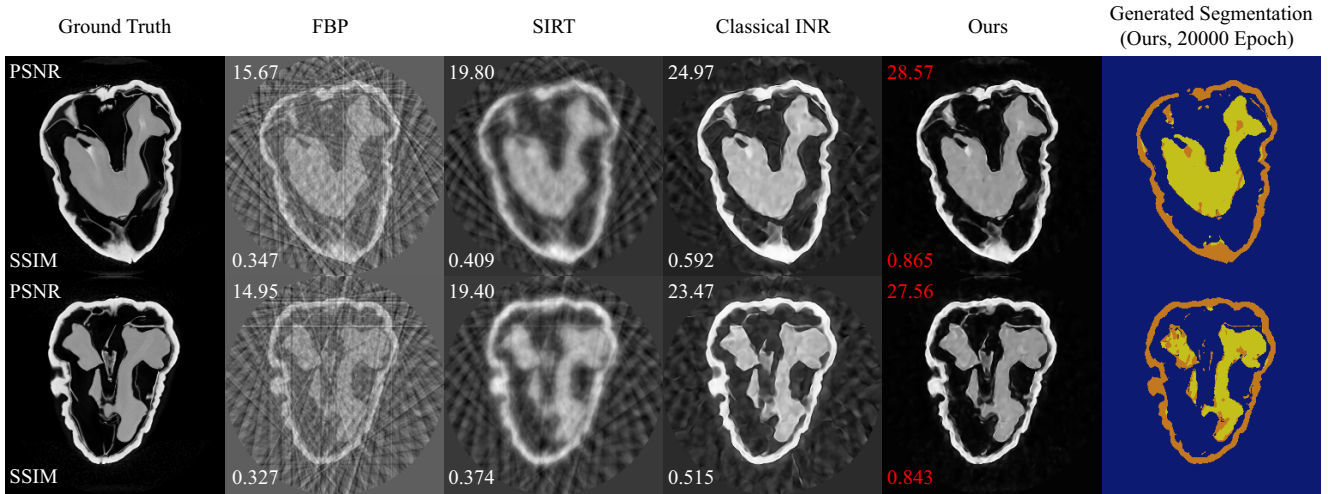 Ground Truth FBP SIRT Classical INR Ours Generated Segmentation
(Ours, 20000 Epoch)
PSNR 15.67 19.80 24.97 28.57
SSIM 0.347 0.409 0.592 0.865
PSNR 14.95 19.40 23.47 27.56
SSIM 0.327 0.374 0.515 0.843